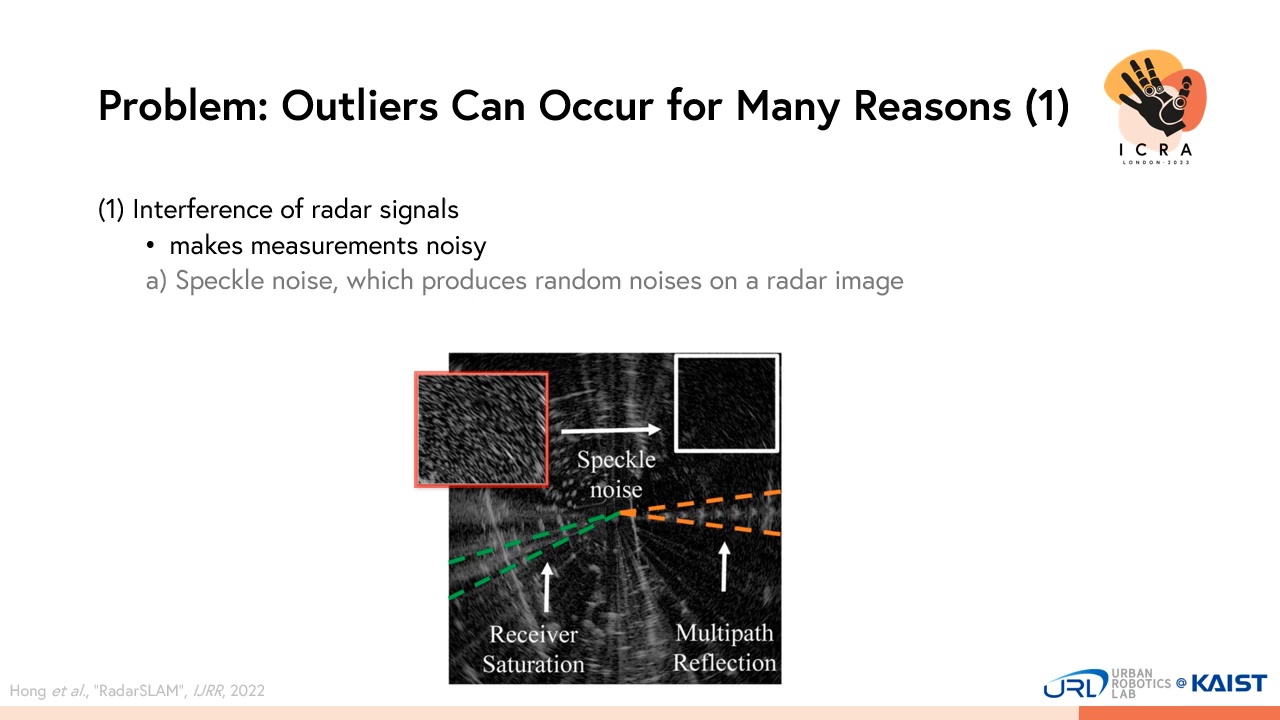 Problem: Outliers Can Occur for Many Reasons (1)
ICRA
LONDON·2023
(1) Interference of radar signals
• makes measurements noisy
a) Speckle noise, which produces random noises on a radar image
Speckle
noise
Receiver
Saturation
Multipath
Reflection
Hong et al., "RadarSLAM", IJRR, 2022
URL
URBAN
ROBOTICS
LAB
@ KAIST